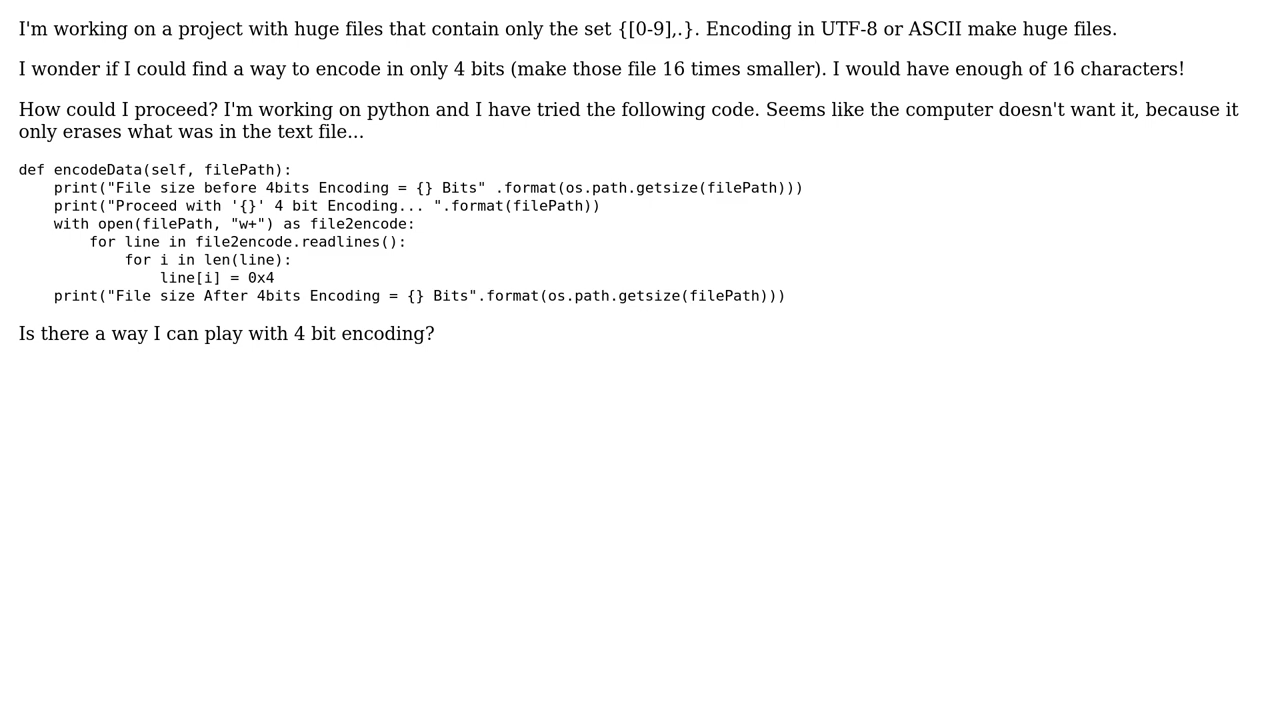 I'm working on a project with huge files that contain only the set {[0-9],.}. Encoding in UTF-8 or ASCII make huge files.
I wonder if I could find a way to encode in only 4 bits (make those file 16 times smaller). I would have enough of 16 characters!
How could I proceed? I'm working on python and I have tried the following code. Seems like the computer doesn't want it, because it
only erases what was in the text file...
def encodeData(self, filePath):
    print("File size before 4bits Encoding = {} Bits" .format(os.path.getsize(filePath)))
    print("Proceed with '{}' 4 bit Encoding... ".format(filePath))
    with open(filePath, "w+") as file2encode:
        for line in file2encode.readlines():
            for i in len(line):
                line[i] = 0x4
    print("File size After 4bits Encoding = {} Bits".format(os.path.getsize(filePath)))
Is there a way I can play with 4 bit encoding?